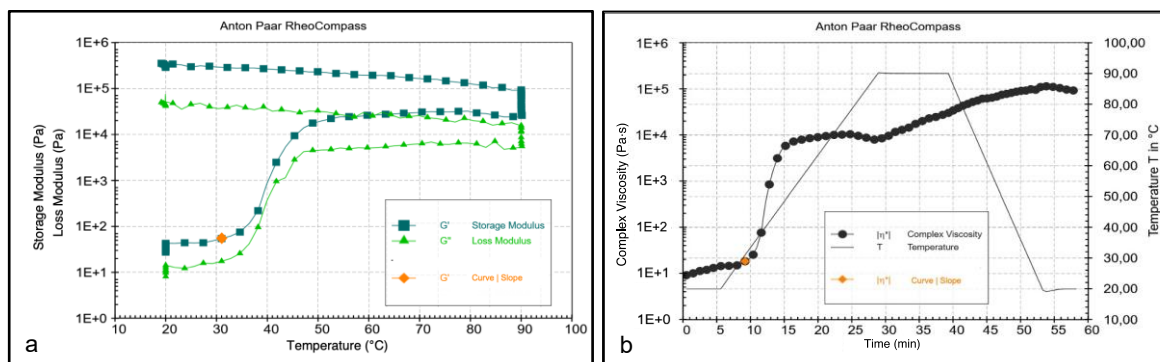 Anton Paar RheoCompass
1E+6
1E+5
1E+4
1E+3
1E+2
1E+1
1E+0
Storage Modulus (Pa)
Loss Modulus (Pa)
G' Storage Modulus
G'' Loss Modulus
G' Curve | Slope
10 20 30 40 50 60 70 80 90 100
Temperature (°C)
a
Anton Paar RheoCompass
1E+6
1E+5
1E+4
1E+3
1E+2
1E+1
1E+0
Complex Viscosity (Pa·s)
|η*| Complex Viscosity
T Temperature
|η*| Curve | Slope
100,00
90,00
80,00
70,00
60,00
50,00
40,00
30,00
20,00
10,00
Temperature T in °C
0 5 10 15 20 25 30 35 40 45 50 55 60
Time (min)
b